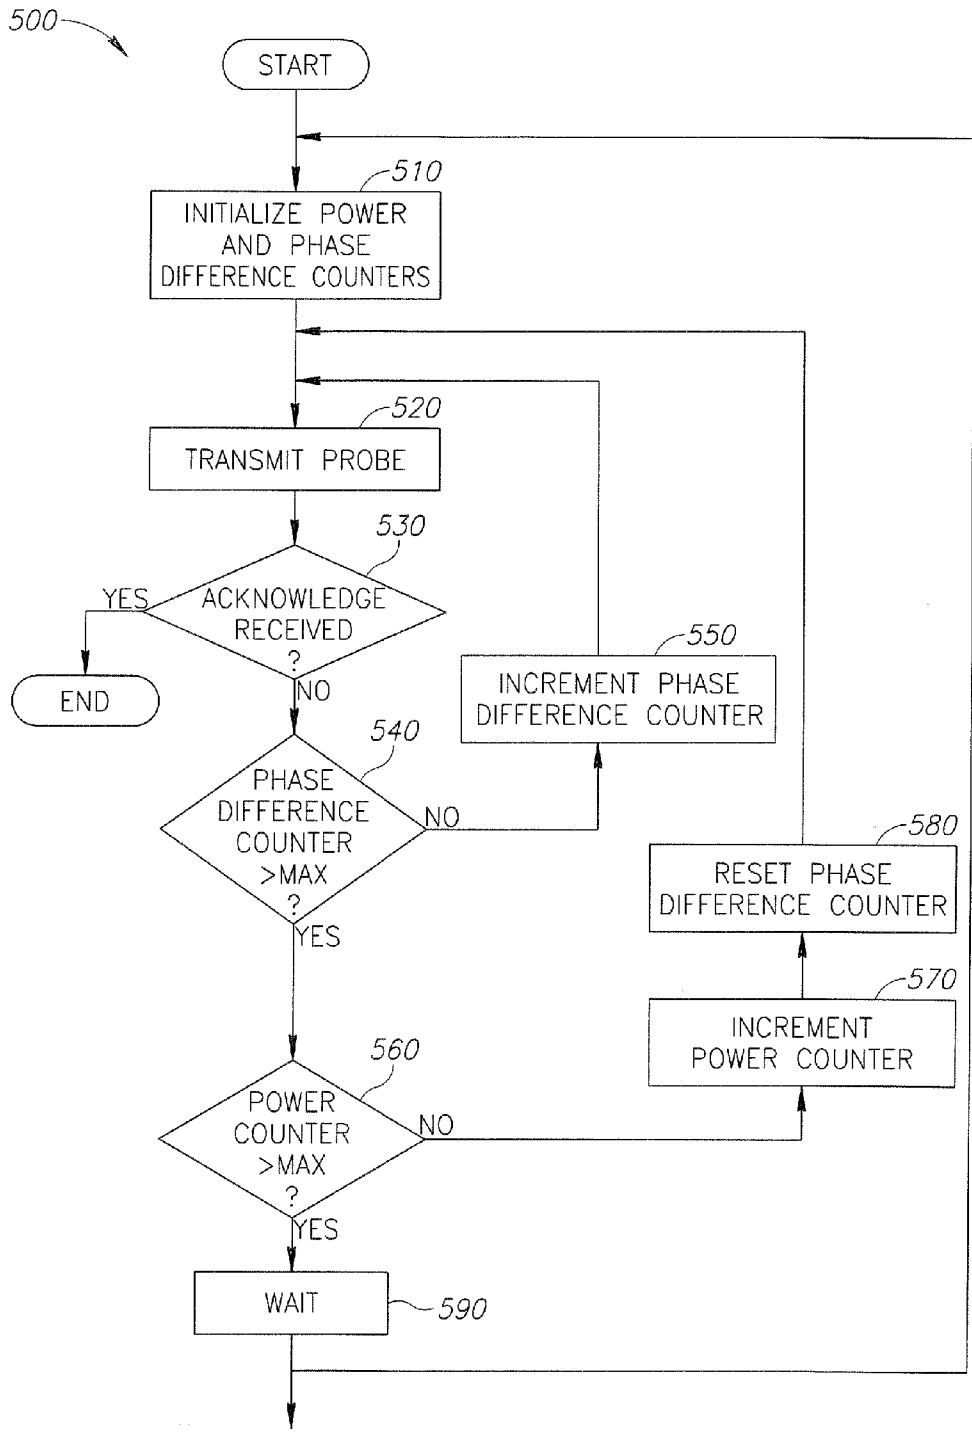 500
START
510
INITIALIZE POWER
AND PHASE
DIFFERENCE COUNTERS
520
TRANSMIT PROBE
530
ACKNOWLEDGE
RECEIVED
?
YES
END
NO
550
INCREMENT PHASE
DIFFERENCE COUNTER
540
PHASE
DIFFERENCE
COUNTER
>MAX
?
NO
YES
580
RESET PHASE
DIFFERENCE COUNTER
570
INCREMENT
POWER COUNTER
560
POWER
COUNTER
>MAX
?
NO
YES
WAIT
590